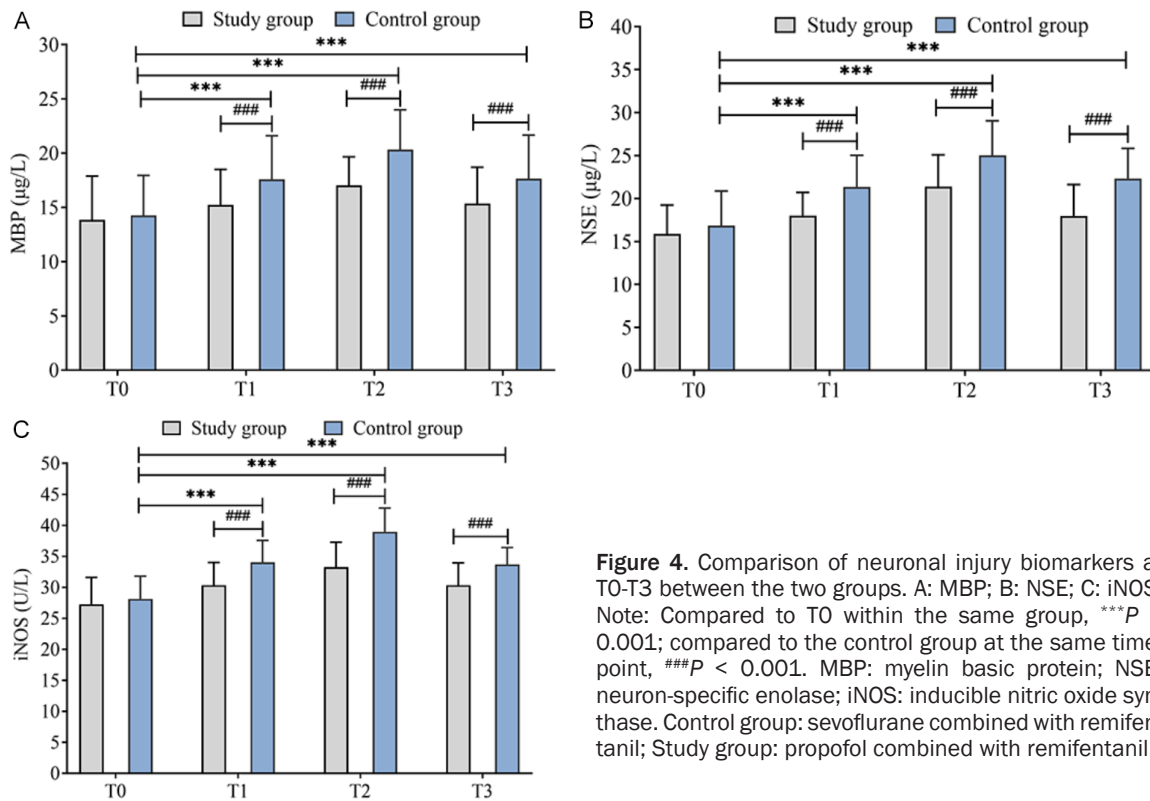 A
Study group Control group
30
***
***
***
###
###
###
25
20
15
10
5
0
MBP (µg/L)
T0 T1 T2 T3
B
Study group Control group
40
***
***
***
###
###
###
35
30
25
20
15
10
5
0
NSE (µg/L)
T0 T1 T2 T3
C
Study group Control group
***
***
***
###
###
###
50
45
40
35
30
25
20
15
10
5
0
iNOS (U/L)
T0 T1 T2 T3
Figure 4. Comparison of neuronal injury biomarkers a
T0-T3 between the two groups. A: MBP; B: NSE; C: iNOS
Note: Compared to T0 within the same group, ***P
0.001; compared to the control group at the same time
point, ###P < 0.001. MBP: myelin basic protein; NSE
neuron-specific enolase; iNOS: inducible nitric oxide syn
thase. Control group: sevoflurane combined with remifen
tanil; Study group: propofol combined with remifentanil